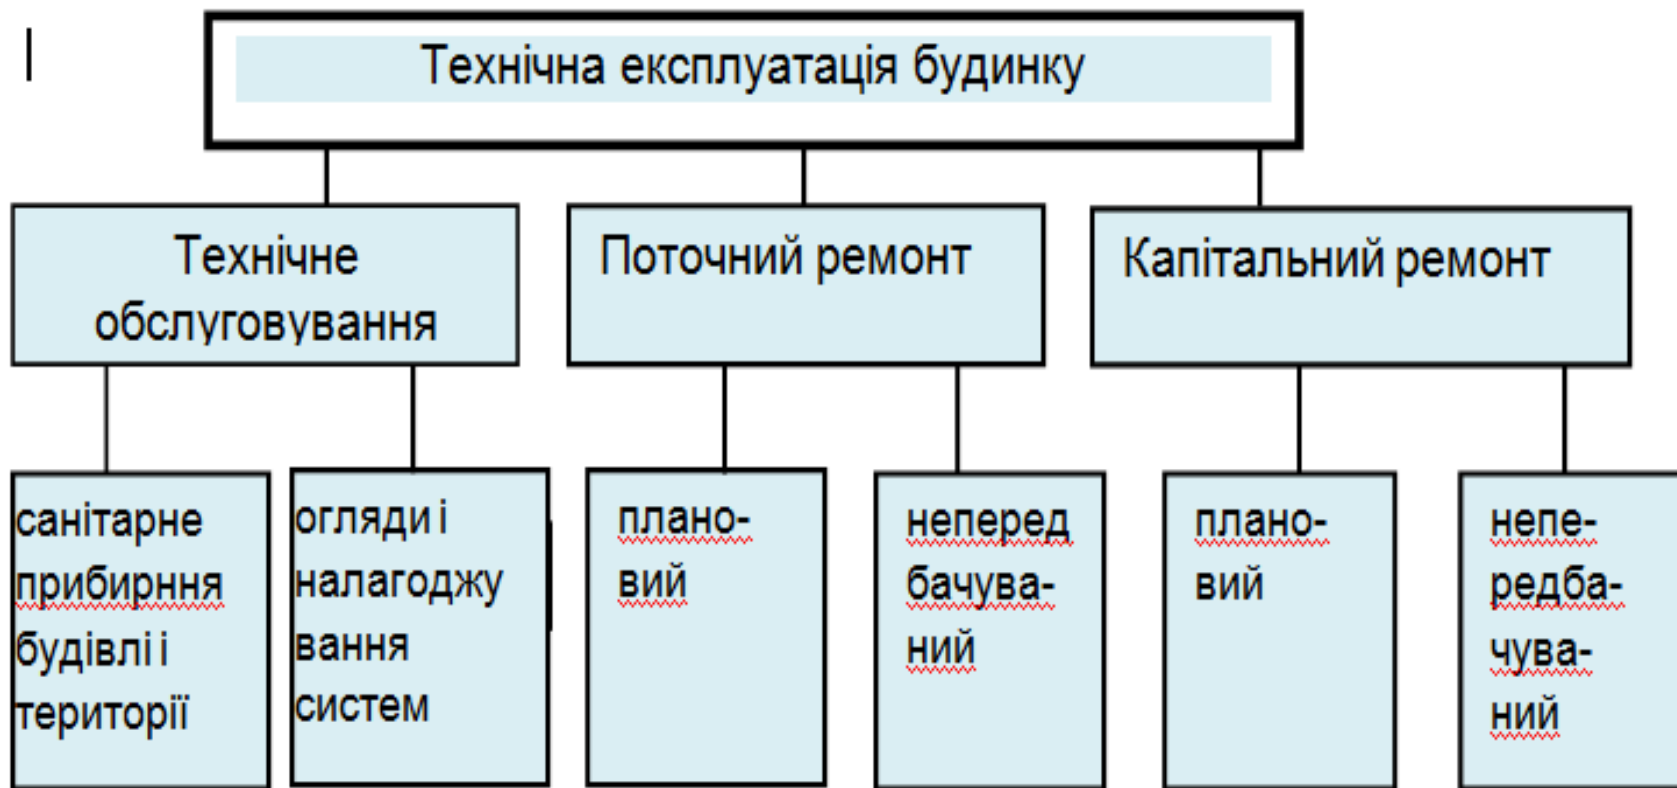 Технічна експлуатація будинку
Технічне
обслуговування
Поточний ремонт
Капітальний ремонт
санітарне
прибирння
будівлі і
території
огляди і
налагоджу
вання
систем
плано-
вий
неперед
бачува-
ний
плано-
вий
непе-
редба-
чува-
ний